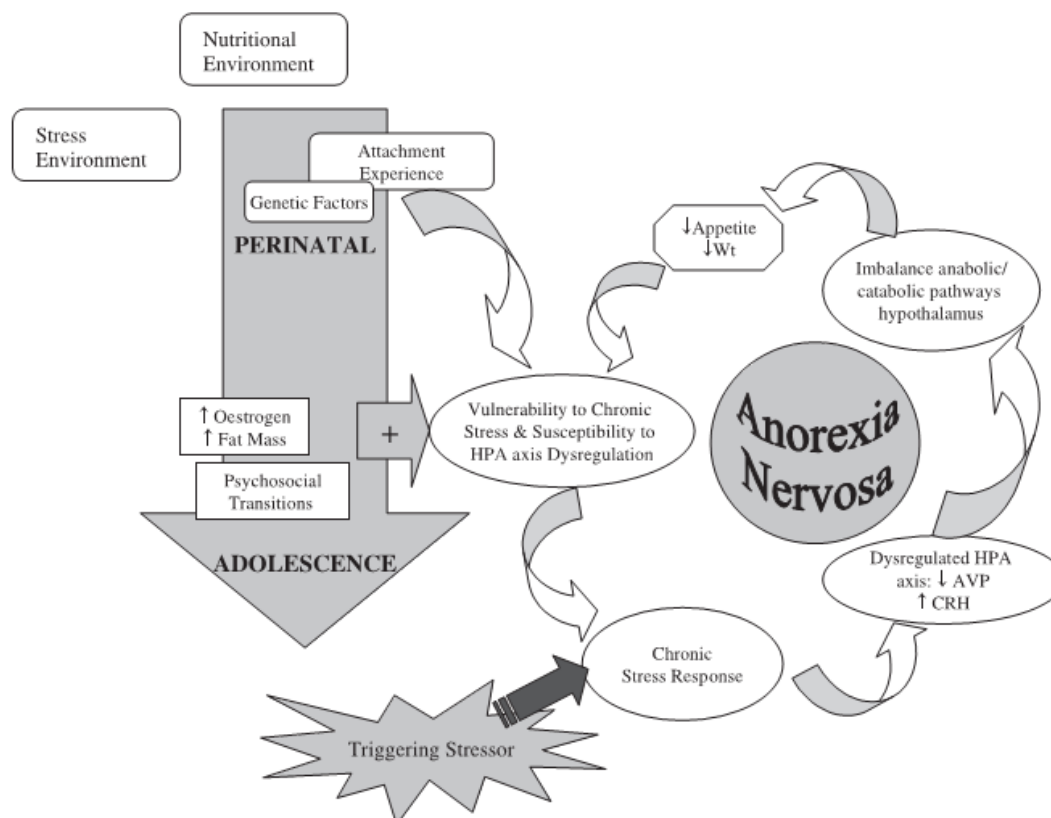 Nutritional
Environment
Stress
Environment
Attachment
Experience
Genetic Factors
PERINATAL
↓Appetite
↓Wt
Imbalance anabolic/
catabolic pathways
hypothalamus
↑ Oestrogen
↑ Fat Mass
+
Vulnerability to Chronic
Stress & Susceptibility to
HPA axis Dysregulation
Anorexia
Nervosa
Psychosocial
Transitions
ADOLESCENCE
Dysregulated HPA
axis: ↓ AVP
↑ CRH
Chronic
Stress Response
Triggering Stressor